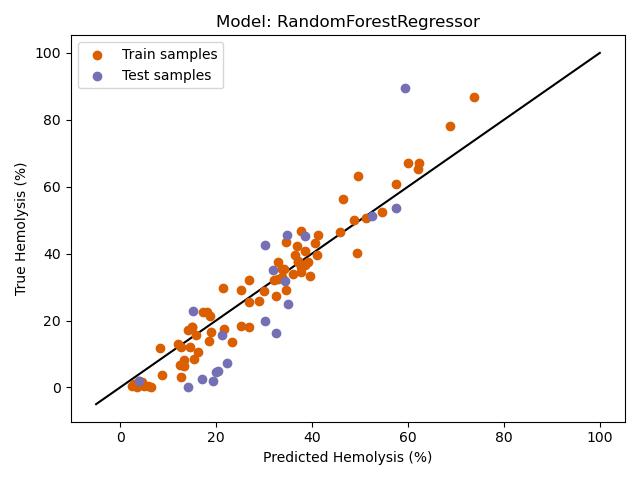 Model: RandomForestRegressor
Train samples
Test samples
100
80
60
40
20
0
True Hemolysis (%)
0 20 40 60 80 100
Predicted Hemolysis (%)